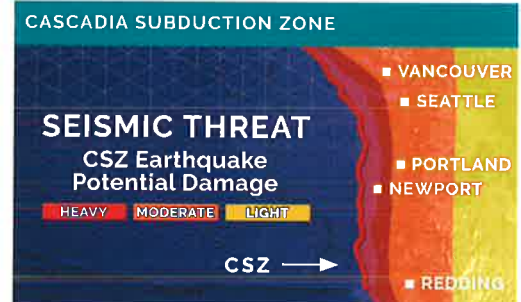 CASCADIA SUBDUCTION ZONE
VANCOUVER
SEATTLE
SEISMIC THREAT
CSZ Earthquake
Potential Damage
HEAVY MODERATE LIGHT
PORTLAND
NEWPORT
CSZ
REDDING